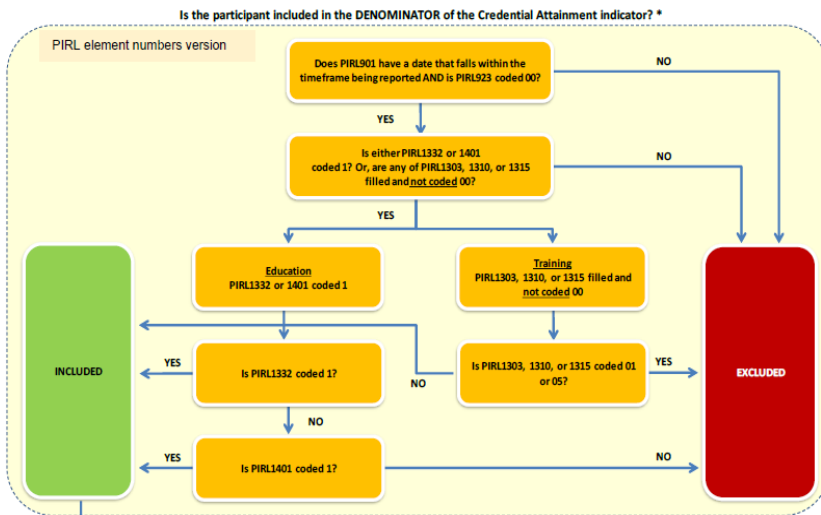 Is the participant included in the DENOMINATOR of the Credential Attainment indicator? *
PIRL element numbers version
Does PIRL901 have a date that falls within the
timeframe being reported AND is PIRL923 coded 00?
NO
YES
Is either PIRL1332 or 1401
coded 1? Or, are any of PIRL1303, 1310, or 1315
filled and not coded 00?
NO
YES
Education
PIRL1332 or 1401 coded 1
Training
PIRL1303, 1310, or 1315 filled and
not coded 00
INCLUDED
YES
Is PIRL1332 coded 1?
NO
Is PIRL1303, 1310, or 1315 coded 01
or 05?
YES
EXCLUDED
NO
YES
Is PIRL1401 coded 1?
NO